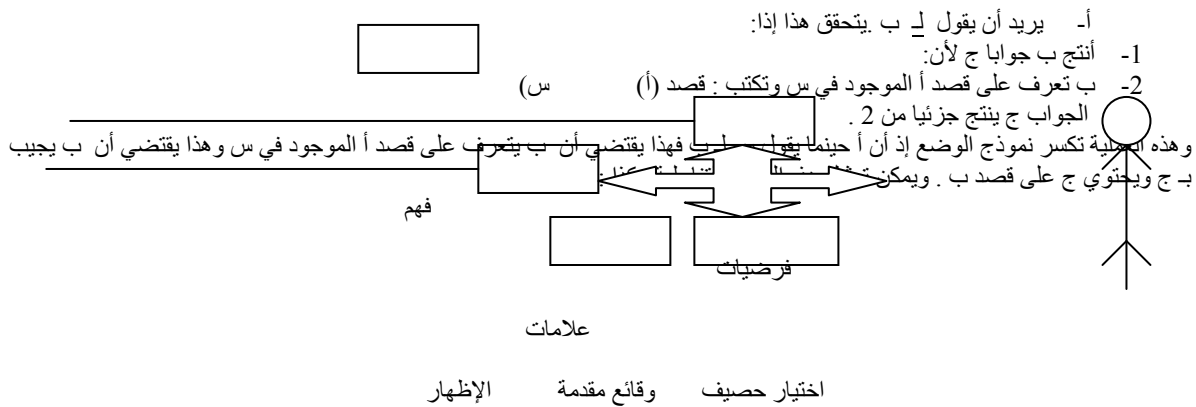 أ- يريد أن يقول لـ ب .يتحقق هذا إذا:
1- أنتج ب جوابا ج لأن:
2- ب تعرف على قصد أ الموجود في س وتكتب : قصد (أ) س)
الجواب ج ينتج جزئيا من 2 .
وهذه العملية تكسر نموذج الوضع إذ أن أ حينما يقول لـ ب فهذا يقتضي أن ب يتعرف على قصد أ الموجود في س وهذا يقتضي أن ب يجيب
بـ ج ويحتوي ج على قصد ب . ويمكن
فهم
فرضيات
علامات
اختيار حصيف وقائع مقدمة الإظهار